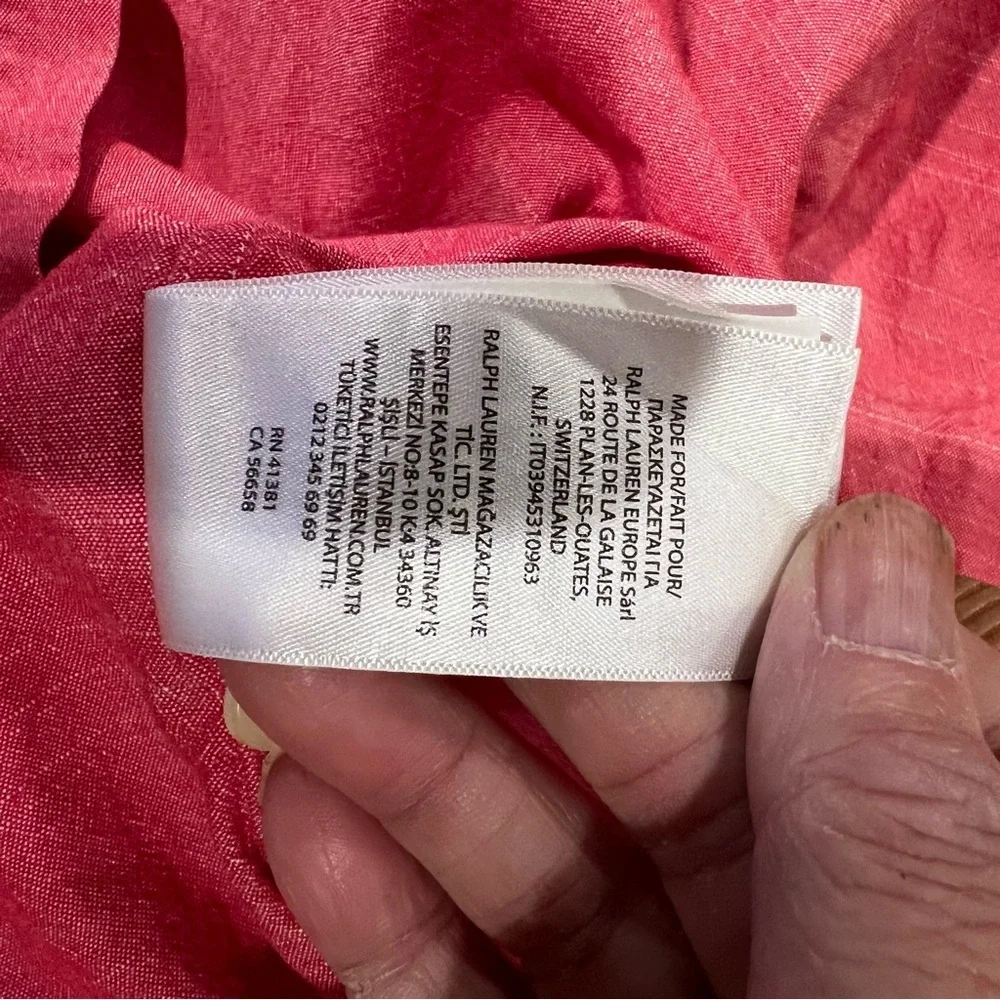 MADE FOR/FAIT POUR/
ΠΑΡΑΣΚΕΥΑΖΕΤΑΙ ΓΙΑ
RALPH LAUREN EUROPE Sárl
24 ROUTE DE LA GALAISE
1228 PLAN-LES-OUATES,
SWITZERLAND
N.I.F. : IT03945310963
RALPH LAUREN MAĞAZACILIK VE
TİC. LTD. ŞTİ
ESENTEPE KASAP SOK. ALTINAY İŞ
MERKEZİ NO:8-10 K:4 34360
ŞİŞLİ – İSTANBUL
WWW.RALPHLAUREN.COM.TR
TÜKETİCİ İLETİŞİM HATTI:
0212 345 69 69
RN 41381
CA 56658